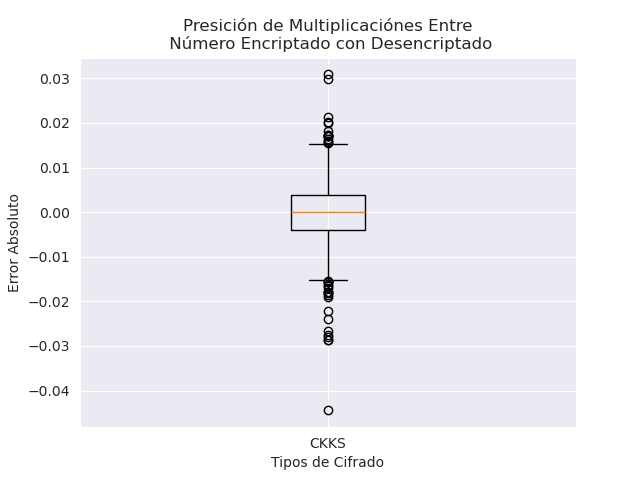 Presición de Multiplicaciónes Entre
Número Encriptado con Desencriptado
0.03
0.02
0.01
0.00
−0.01
−0.02
−0.03
−0.04
Error Absoluto
CKKS
Tipos de Cifrado